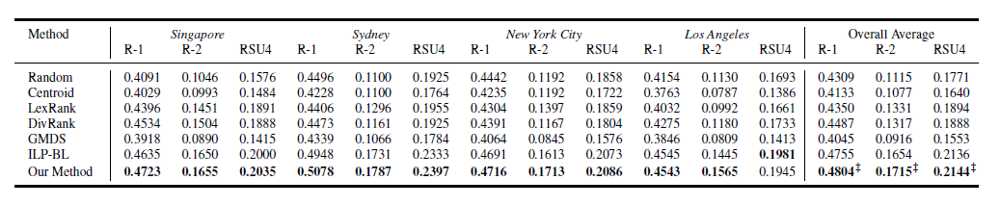 Method Singapore Sydney New York City Los Angeles Overall Average
R-1 R-2 RSU4 R-1 R-2 RSU4 R-1 R-2 RSU4 R-1 R-2 RSU4 R-1 R-2 RSU4
Random 0.4091 0.1046 0.1576 0.4496 0.1100 0.1925 0.4442 0.1192 0.1858 0.4154 0.1130 0.1693 0.4309 0.1115 0.1771
Centroid 0.4029 0.0993 0.1484 0.4228 0.1100 0.1764 0.4235 0.1192 0.1722 0.3763 0.0787 0.1386 0.4133 0.1077 0.1640
LexRank 0.4396 0.1451 0.1891 0.4406 0.1296 0.1955 0.4304 0.1397 0.1859 0.4032 0.0992 0.1661 0.4350 0.1331 0.1894
DivRank 0.4534 0.1504 0.1888 0.4473 0.1161 0.1925 0.4391 0.1167 0.1804 0.4275 0.1180 0.1733 0.4487 0.1317 0.1888
GMDS 0.3918 0.0890 0.1415 0.4339 0.1066 0.1784 0.4064 0.0845 0.1576 0.3846 0.0809 0.1413 0.4045 0.0916 0.1553
ILP-BL 0.4635 0.1650 0.2000 0.4948 0.1731 0.2333 0.4691 0.1613 0.2073 0.4545 0.1445 0.1981 0.4755 0.1654 0.2136
Our Method 0.4723 0.1655 0.2035 0.5078 0.1787 0.2397 0.4716 0.1713 0.2086 0.4543 0.1565 0.1945 0.4804‡ 0.1715‡ 0.2144‡